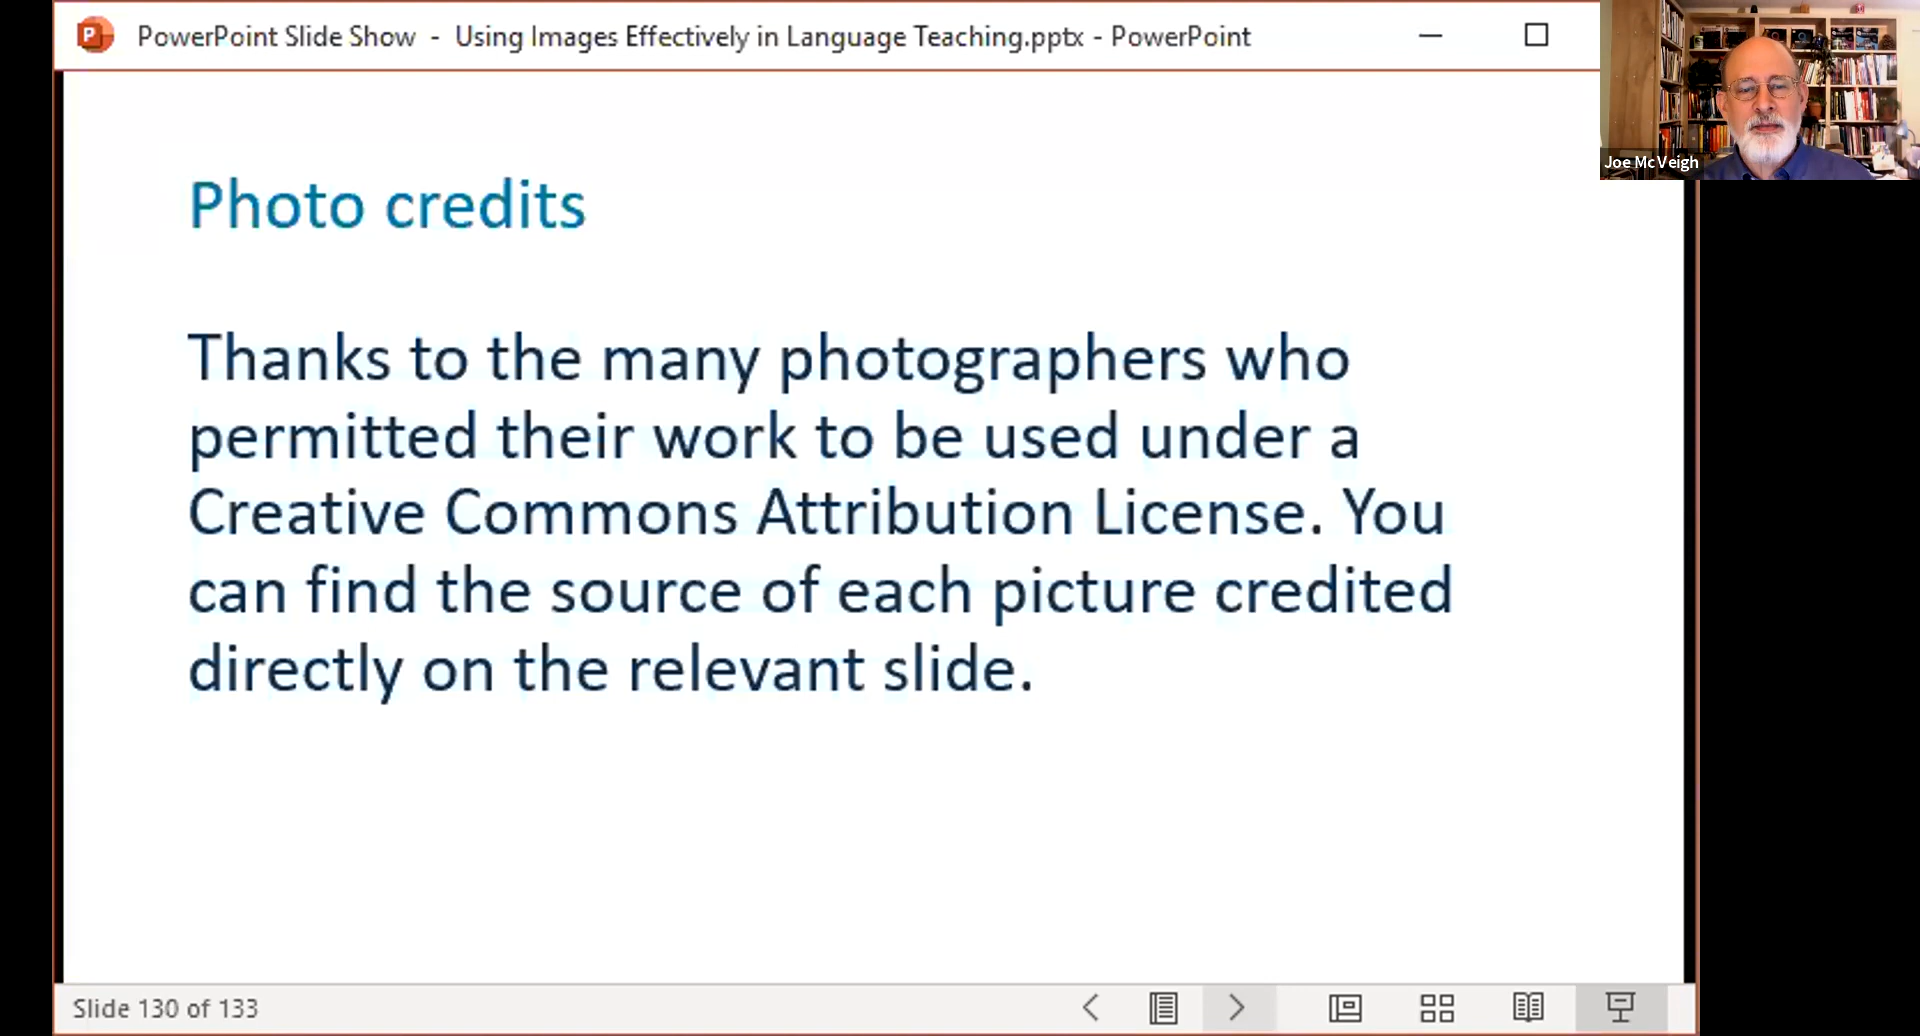 PowerPoint Slide Show - Using Images Effectively in Language Teaching.pptx - PowerPoint
Joe McVeigh
Photo credits
Thanks to the many photographers who
permitted their work to be used under a
Creative Commons Attribution License. You
can find the source of each picture credited
directly on the relevant slide.
Slide 130 of 133